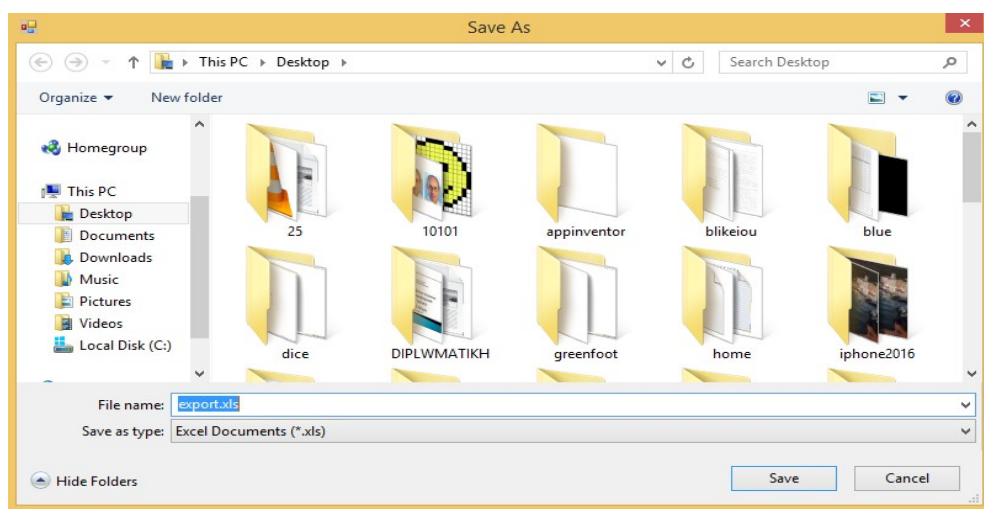 Save As
This PC Desktop
Search Desktop
Organize New folder
Homegroup
This PC
Desktop
Documents
Downloads
Music
Pictures
Videos
Local Disk (C:)
25 10101 appinventor blikeiou blue
dice DIPLWMATIKH greenfoot home iphone2016
File name: export.xls
Save as type: Excel Documents (*.xls)
Hide Folders Save Cancel